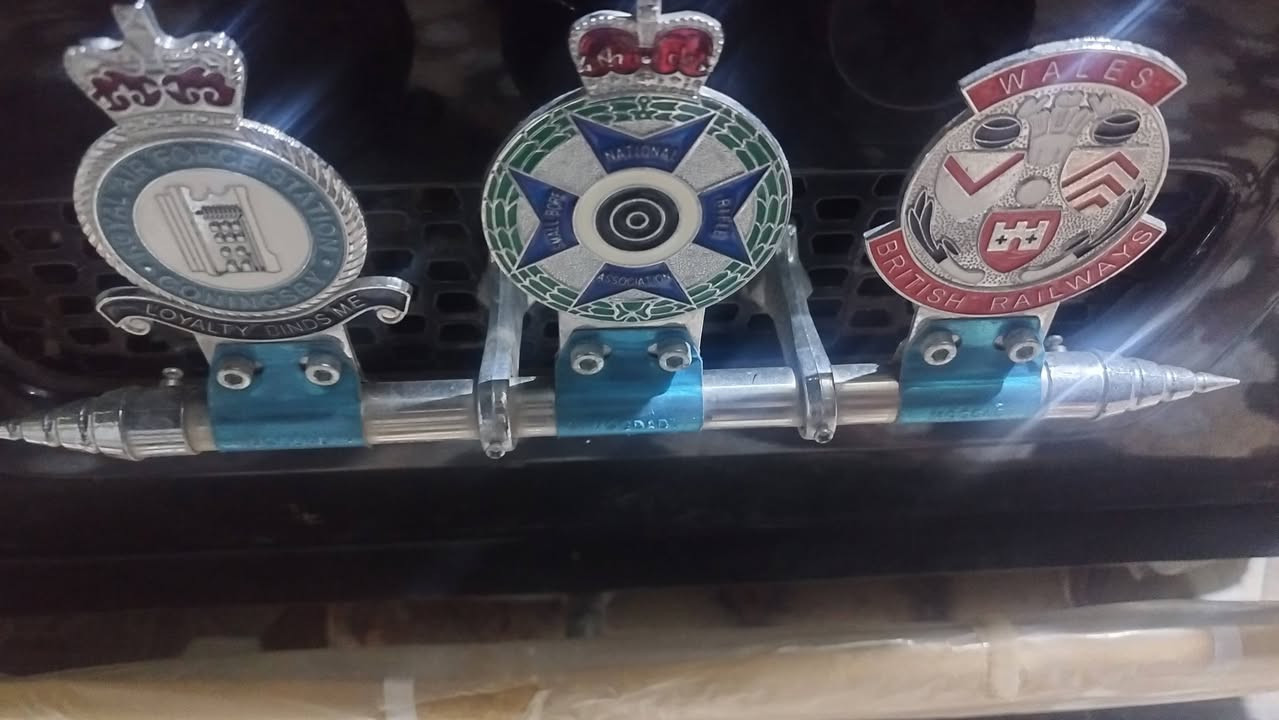 ROYAL AIR FORCE STATION
CONINGSBY
LOYALTY BINDS ME
NATIONAL
SMALL BORE
RIFLE
ASSOCIATION
WALES
BRITISH RAILWAYS